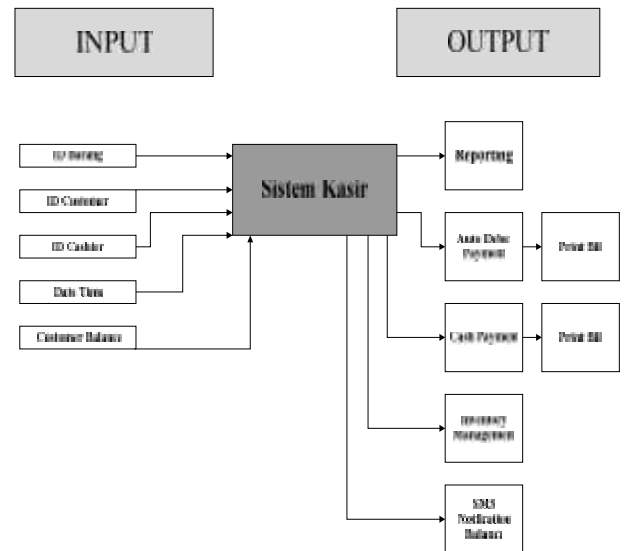 INPUT
OUTPUT
ID Barang
Sistem Kasir
Reporting
ID Customer
ID Cashier
Auto Debet
Payment
Print Bill
Date Time
Customer Balance
Cash Payment
Print Bill
Inventory
Management
SMS
Notification
Balance